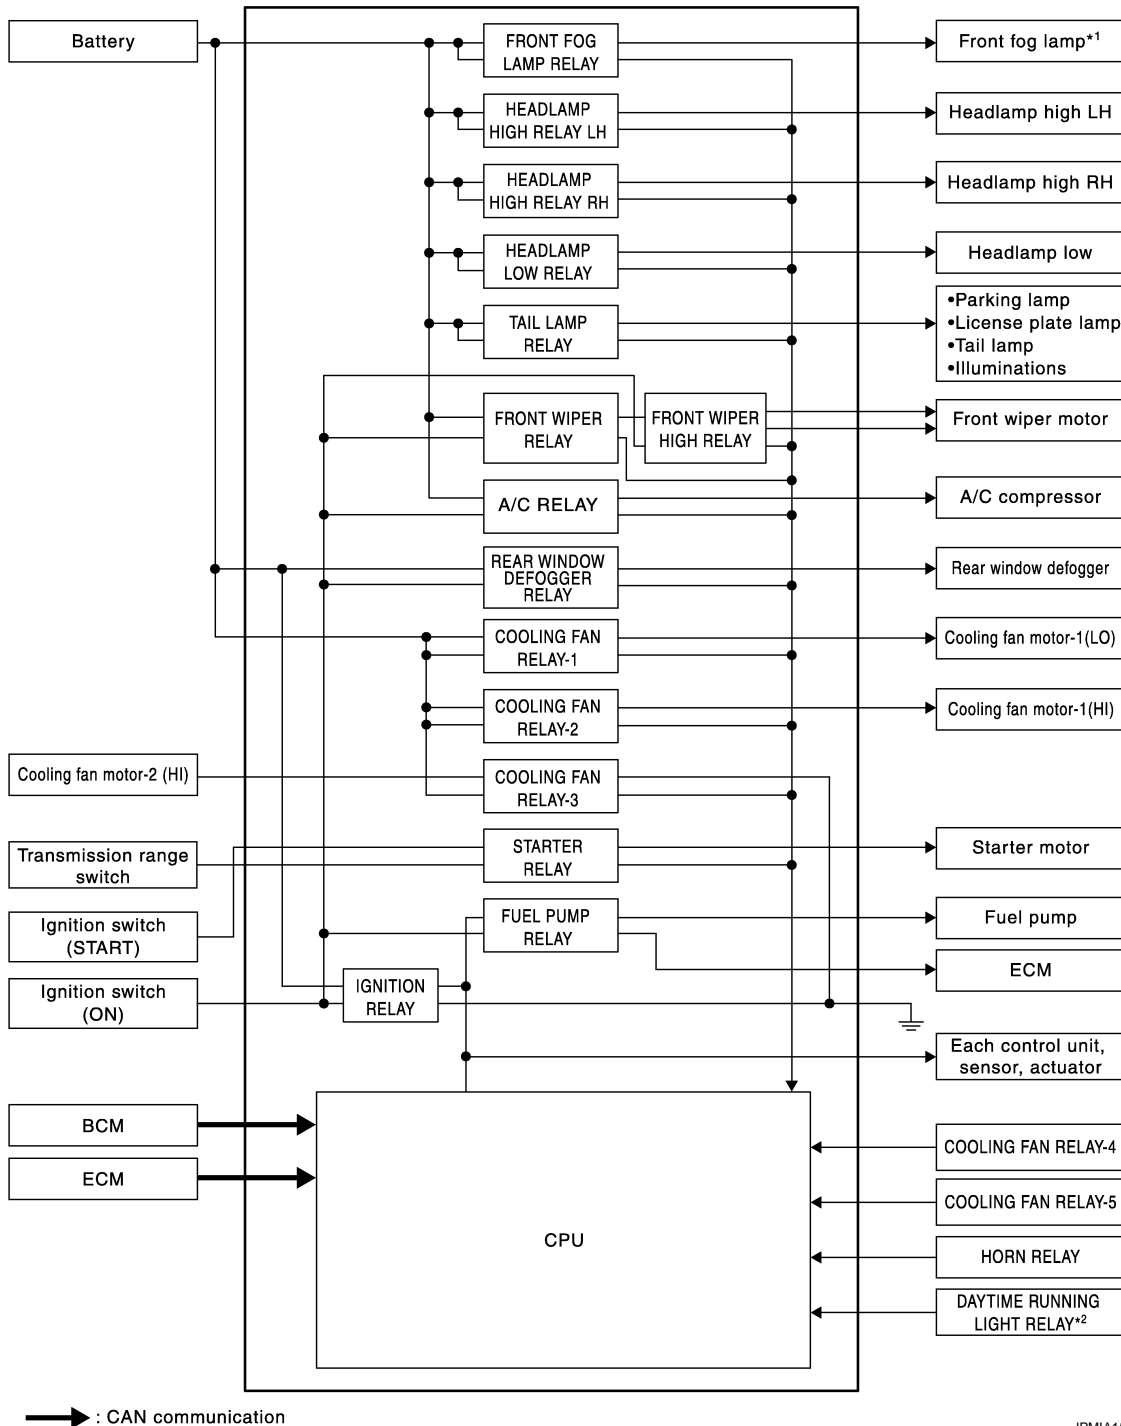 Battery
FRONT FOG
LAMP RELAY
Front fog lamp*1
HEADLAMP
HIGH RELAY LH
Headlamp high LH
HEADLAMP
HIGH RELAY RH
Headlamp high RH
HEADLAMP
LOW RELAY
Headlamp low
TAIL LAMP
RELAY
•Parking lamp
•License plate lamp
•Tail lamp
•Illuminations
FRONT WIPER
RELAY
FRONT WIPER
HIGH RELAY
Front wiper motor
A/C RELAY
A/C compressor
REAR WINDOW
DEFOGGER
RELAY
Rear window defogger
COOLING FAN
RELAY-1
Cooling fan motor-1(LO)
COOLING FAN
RELAY-2
Cooling fan motor-1(HI)
Cooling fan motor-2 (HI)
COOLING FAN
RELAY-3
Transmission range
switch
STARTER
RELAY
Starter motor
Ignition switch
(START)
FUEL PUMP
RELAY
Fuel pump
ECM
Ignition switch
(ON)
IGNITION
RELAY
Each control unit,
sensor, actuator
BCM
ECM
CPU
COOLING FAN RELAY-4
COOLING FAN RELAY-5
HORN RELAY
DAYTIME RUNNING
LIGHT RELAY*2
: CAN communication